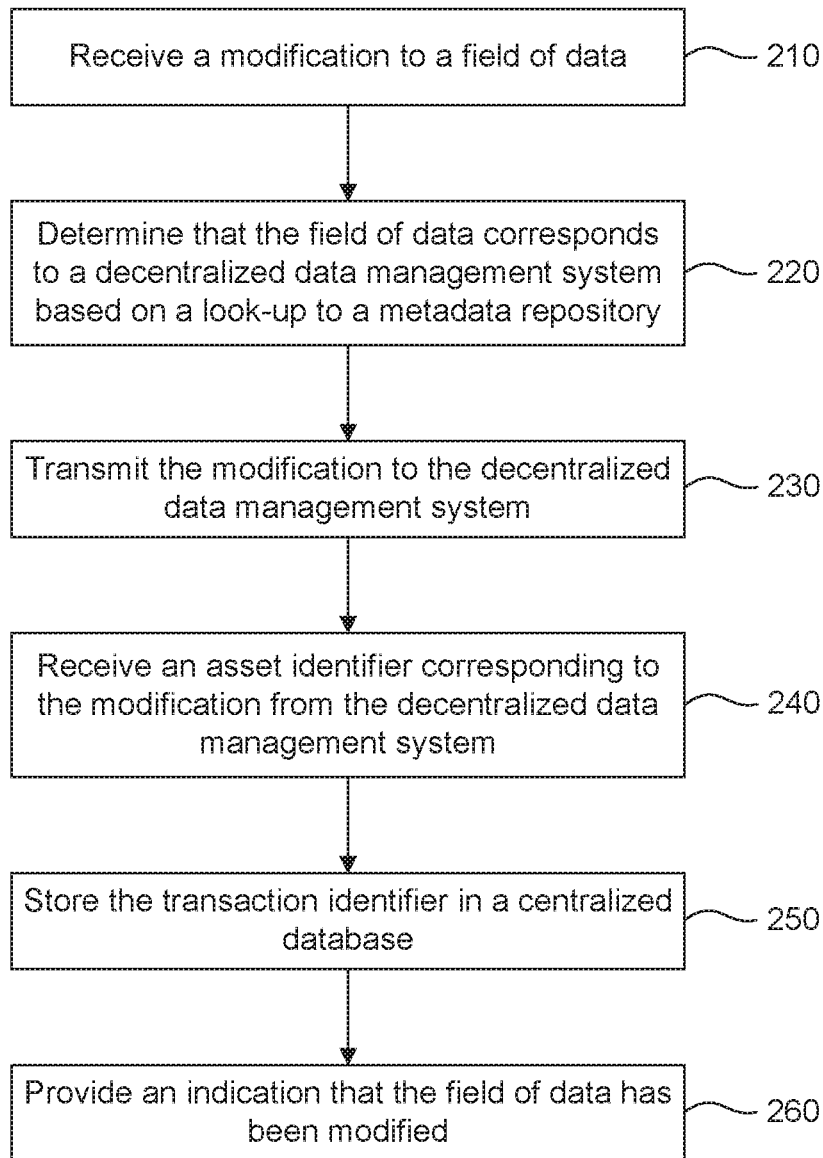 Receive a modification to a field of data
210
Determine that the field of data corresponds
to a decentralized data management system
based on a look-up to a metadata repository
220
Transmit the modification to the decentralized
data management system
230
Receive an asset identifier corresponding to
the modification from the decentralized data
management system
240
Store the transaction identifier in a centralized
database
250
Provide an indication that the field of data has
been modified
260